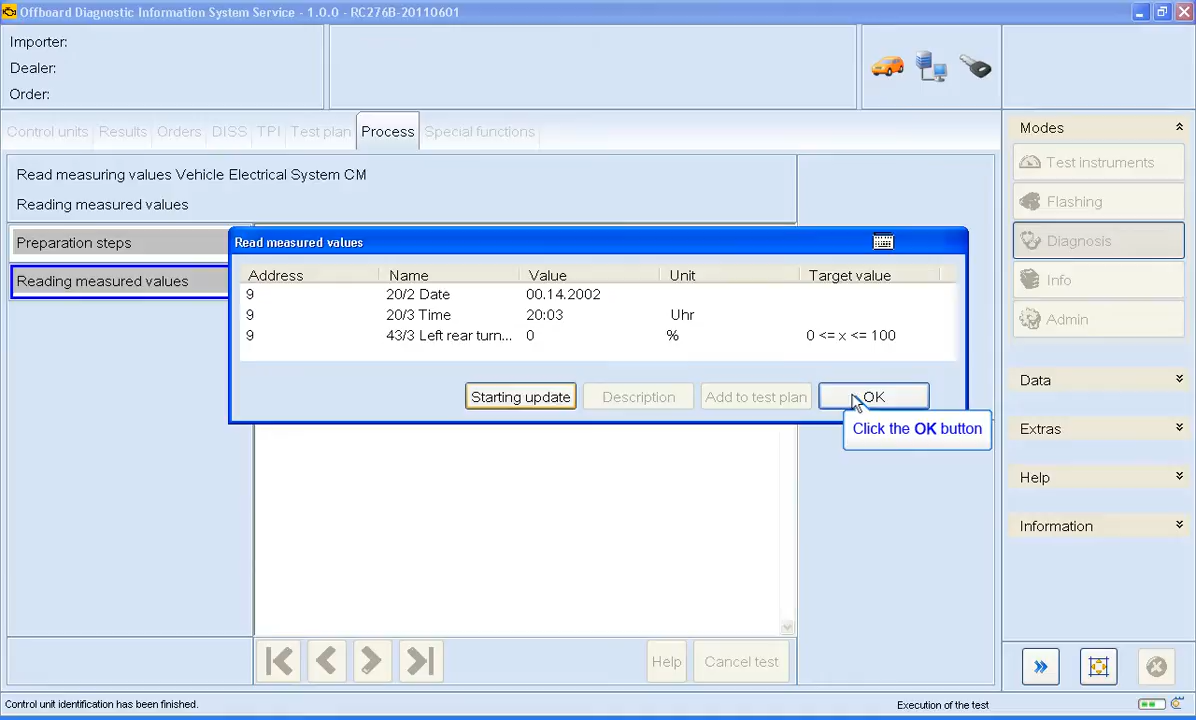 Offboard Diagnostic Information System Service - 1.0.0 - RC276B-20110601
Importer:
Dealer:
Order:
Control units Results Orders DISS TPI Test plan Process Special functions
Read measuring values Vehicle Electrical System CM
Reading measured values
Preparation steps
Reading measured values
Read measured values
Address Name Value Unit Target value
9 20/2 Date 00.14.2002
9 20/3 Time 20:03 Uhr
9 43/3 Left rear turn... 0 % 0 <= x <= 100
Starting update Description Add to test plan OK
Click the OK button
Help Cancel test
Modes
Test instruments
Flashing
Diagnosis
Info
Admin
Data
Extras
Help
Information
Control unit identification has been finished. Execution of the test